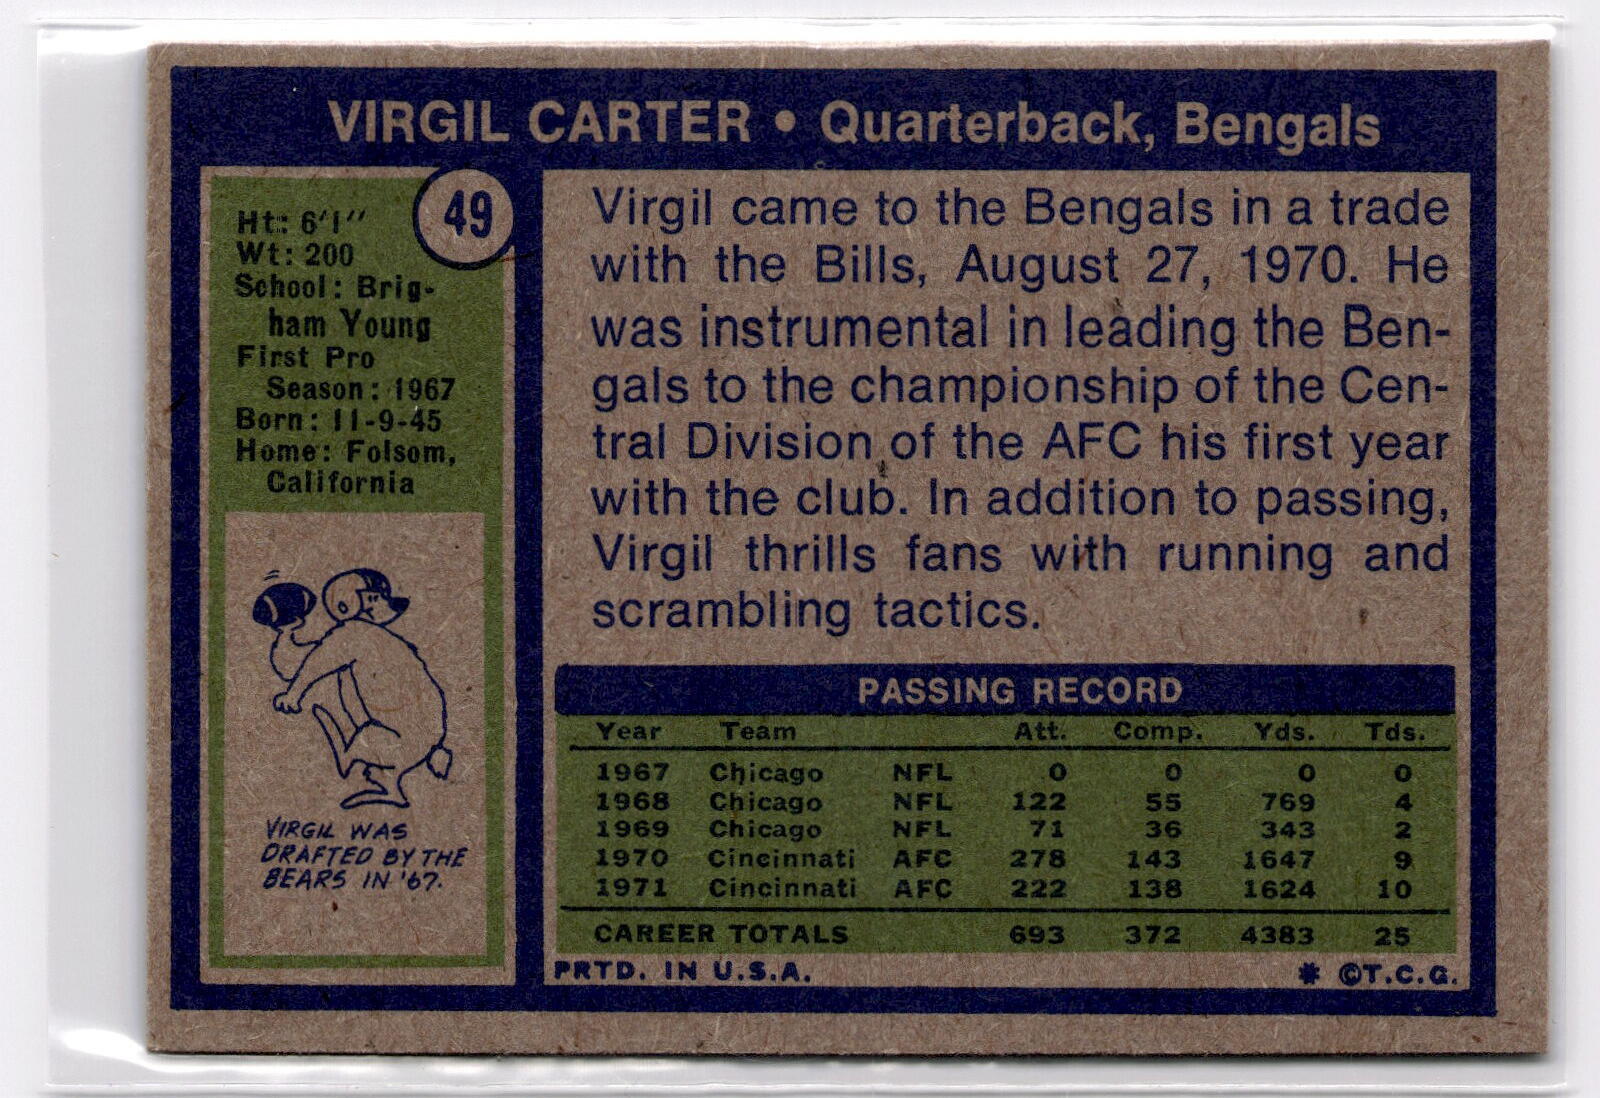 VIRGIL CARTER • Quarterback, Bengals
49
Ht: 6'1"
Wt: 200
School: Brig-
ham Young
First Pro
Season: 1967
Born: 11-9-45
Home: Folsom,
California
VIRGIL WAS
DRAFTED BY THE
BEARS IN '67.
Virgil came to the Bengals in a trade
with the Bills, August 27, 1970. He
was instrumental in leading the Ben-
gals to the championship of the Cen-
tral Division of the AFC his first year
with the club. In addition to passing,
Virgil thrills fans with running and
scrambling tactics.
PASSING RECORD
Year Team Att. Comp. Yds. Tds.
1967 Chicago NFL 0 0 0 0
1968 Chicago NFL 122 55 769 4
1969 Chicago NFL 71 36 343 2
1970 Cincinnati AFC 278 143 1647 9
1971 Cincinnati AFC 222 138 1624 10
CAREER TOTALS 693 372 4383 25
PRTD. IN U.S.A. * ©T.C.G.